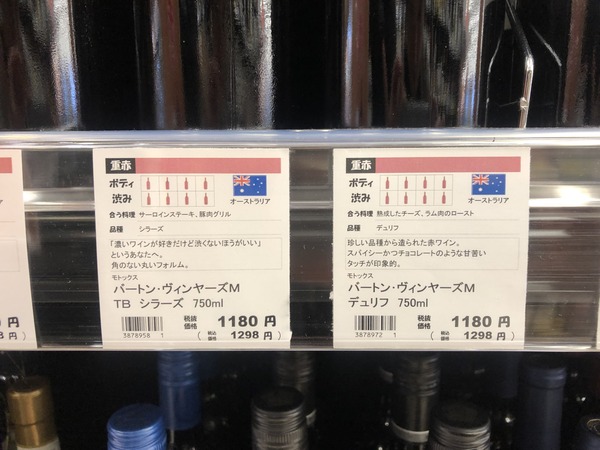 重赤
ボディ
渋み
オーストラリア
合う料理 サーロインステーキ、豚肉グリル
品種 シラーズ
「濃いワインが好きだけど渋くないほうがいい」
というあなたへ。
角のない丸いフォルム。
モトックス
バートン・ヴィンヤーズM
TB シラーズ 750ml
税抜価格 1180 円
3878958 1
(税込価格 1298 円)
重赤
ボディ
渋み
オーストラリア
合う料理 熟成したチーズ、ラム肉のロースト
品種 デュリフ
珍しい品種から造られた赤ワイン。
スパイシーかつチョコレートのような甘苦い
タッチが印象的。
モトックス
バートン・ヴィンヤーズM
デュリフ 750ml
税抜価格 1180 円
3878972 1
(税込価格 1298 円)